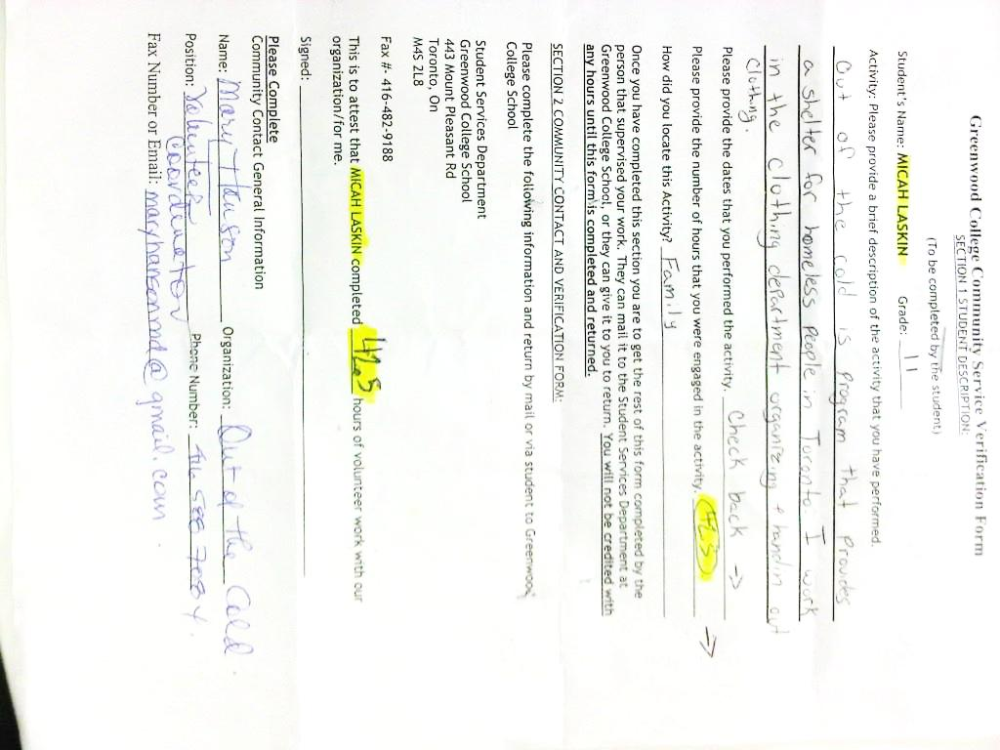 Greenwood College Community Service Verification Form
SECTION 1 STUDENT DESCRIPTION:
(To be completed by the student)
Student's Name: MICAH LASKIN Grade: 11
Activity: Please provide a brief description of the activity that you have performed.
Out of the cold is program that provides
a shelter for homeless people in Toronto I work
in the clothing department organizing + handin out
clothing.
Please provide the dates that you performed the activity. Check back ->
Please provide the number of hours that you were engaged in the activity. 42.5 ->
How did you locate this Activity? Family
Once you have completed this section you are to get the rest of this form completed by the
person that supervised your work. They can mail it to the Student Services Department at
Greenwood College School, or they can give it to you to return. You will not be credited with
any hours until this form is completed and returned.
SECTION 2 COMMUNITY CONTACT AND VERIFICATION FORM:
Please complete the following information and return by mail or via student to Greenwood
College School
Student Services Department
Greenwood College School
443 Mount Pleasant Rd
Toronto, On
M4S 2L8
Fax #- 416-482-9188
This is to attest that MICAH LASKIN completed 42.5 hours of volunteer work with our
organization/for me.
Signed:
Please Complete
Community Contact General Information
Name: Mary Hanson Organization: Out of the Cold
Position: Volunteer Phone Number: 416 588 7084
Coordenator
Fax Number or Email: maryhansonmd@gmail.com